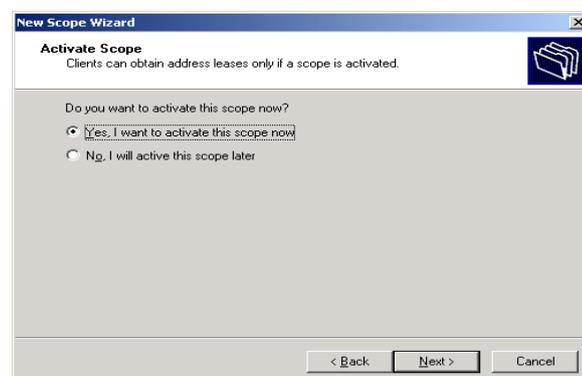 New Scope Wizard
Activate Scope
Clients can obtain address leases only if a scope is activated.
Do you want to activate this scope now?
Yes, I want to activate this scope now
No, I will active this scope later
< Back
Next >
Cancel